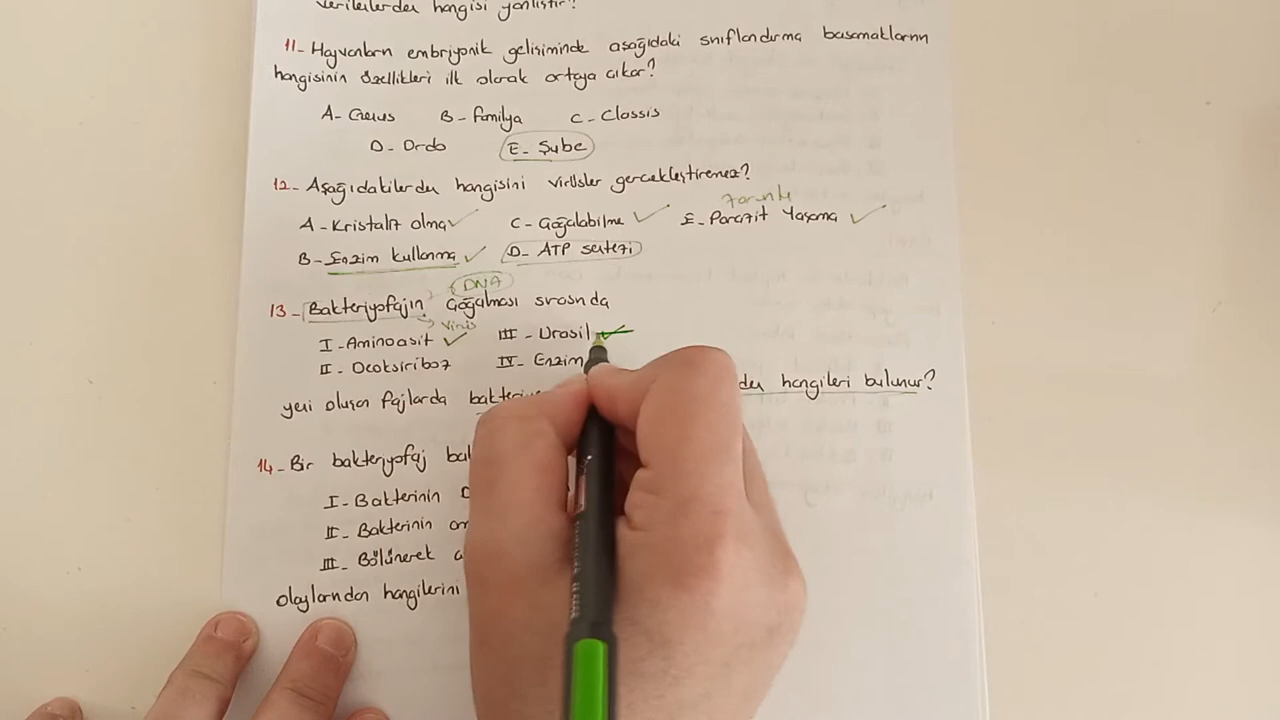 verilerden hangisi yanlıştır?
11- Hayvanların embriyonik gelişiminde aşağıdaki sınıflandırma basamaklarının
hangisinin özellikleri ilk olarak ortaya çıkar?
A- Genus B- Familya C- Classis
D- Ordo E- Şube
12- Aşağıdakilerden hangisini virüsler gerçekleştiremez?
zorunlu
A- Kristalize olma C- Çoğalabilme E- Parazit Yaşama
B- Enzim kullanma D- ATP sentezi
DNA
13- Bakteriyofajın çoğalması sırasında
Virüs
I- Aminoasit III- Urasil
II- Deoksiriboz IV- Enzim
yeni oluşan fajlarda hangileri bulunur?
14- Bir bakteriyofaj
I- Bakterinin
II- Bakterinin
III- Bölünerek
olaylarından hangilerini